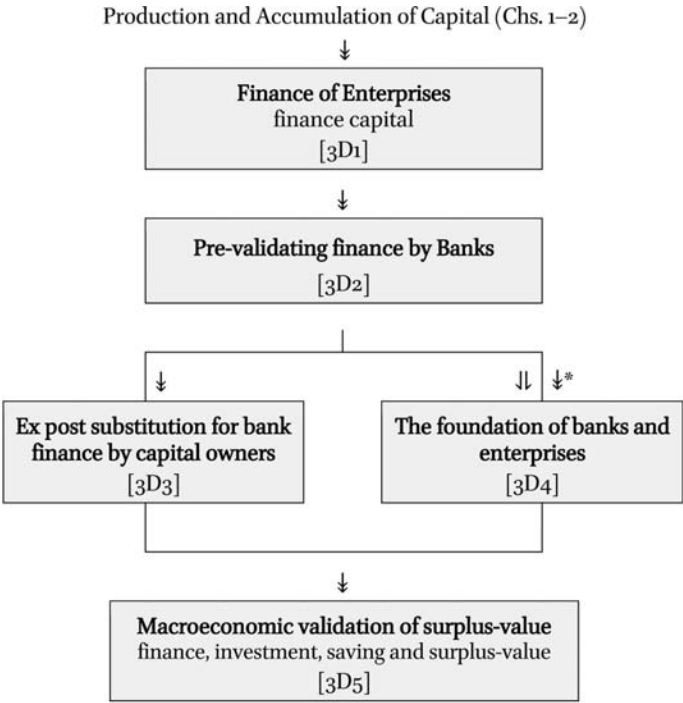 Production and Accumulation of Capital (Chs. 1–2)
↡
Finance of Enterprises
finance capital
[3D1]
↡
Pre-validating finance by Banks
[3D2]
↡
⇊ ↡*
Ex post substitution for bank
finance by capital owners
[3D3]
The foundation of banks and
enterprises
[3D4]
↡
Macroeconomic validation of surplus-value
finance, investment, saving and surplus-value
[3D5]